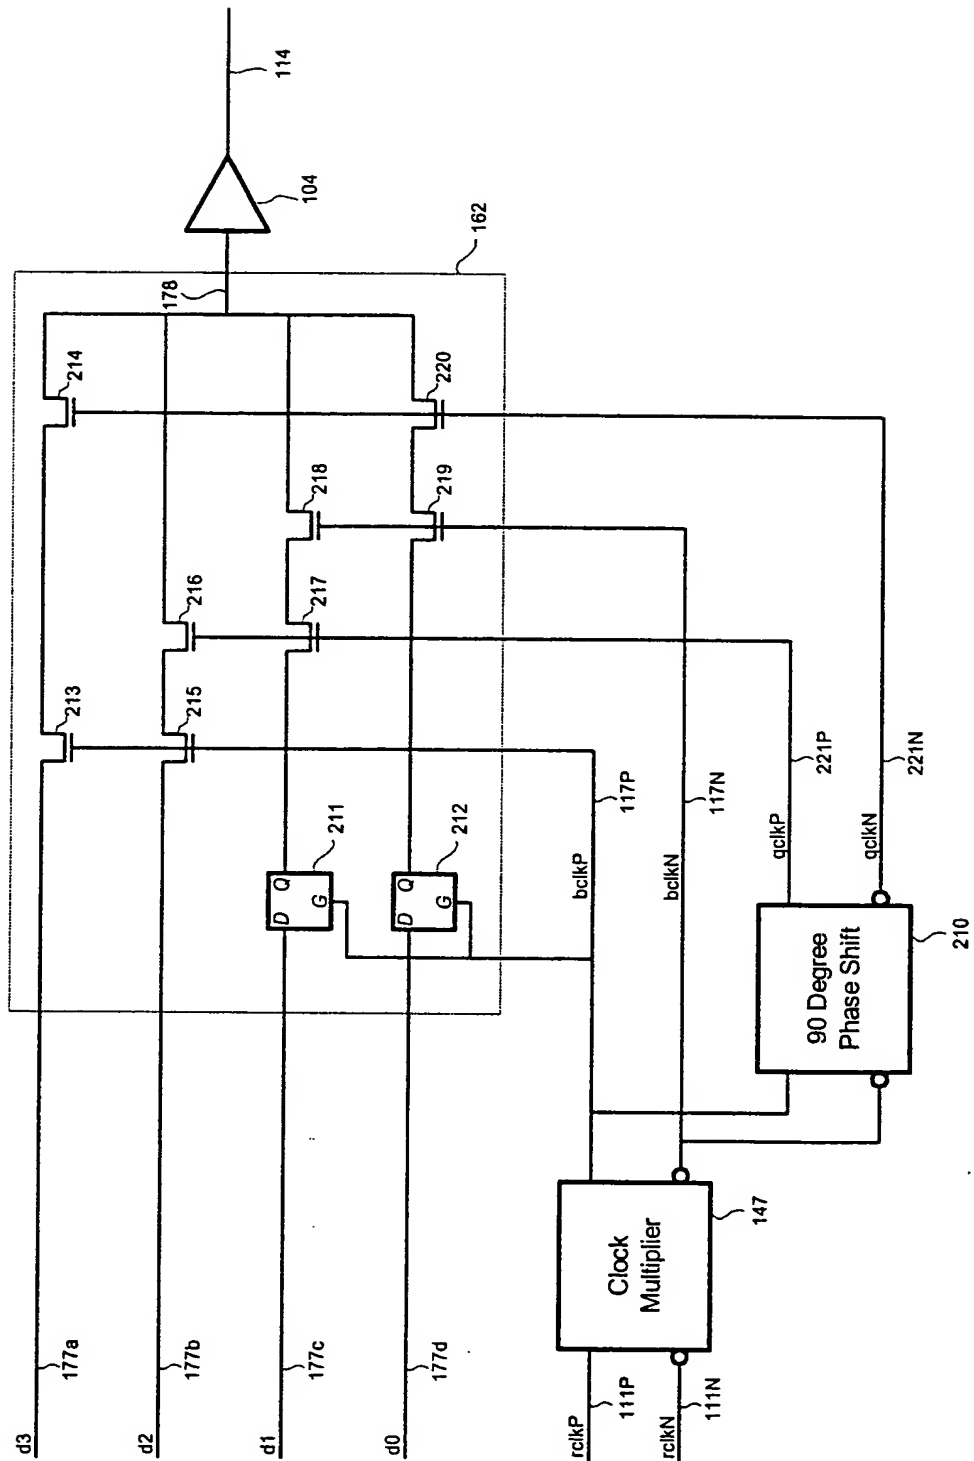 114
104
162
178
214
220
218
219
216
217
213
215
211
212
D
Q
G
D
Q
G
117P
117N
221P
221N
bclkP
bclkN
qclkP
qclkN
90 Degree
Phase Shift
210
Clock
Multiplier
147
d3
177a
d2
177b
d1
177c
d0
177d
rclkP
111P
rclkN
111N